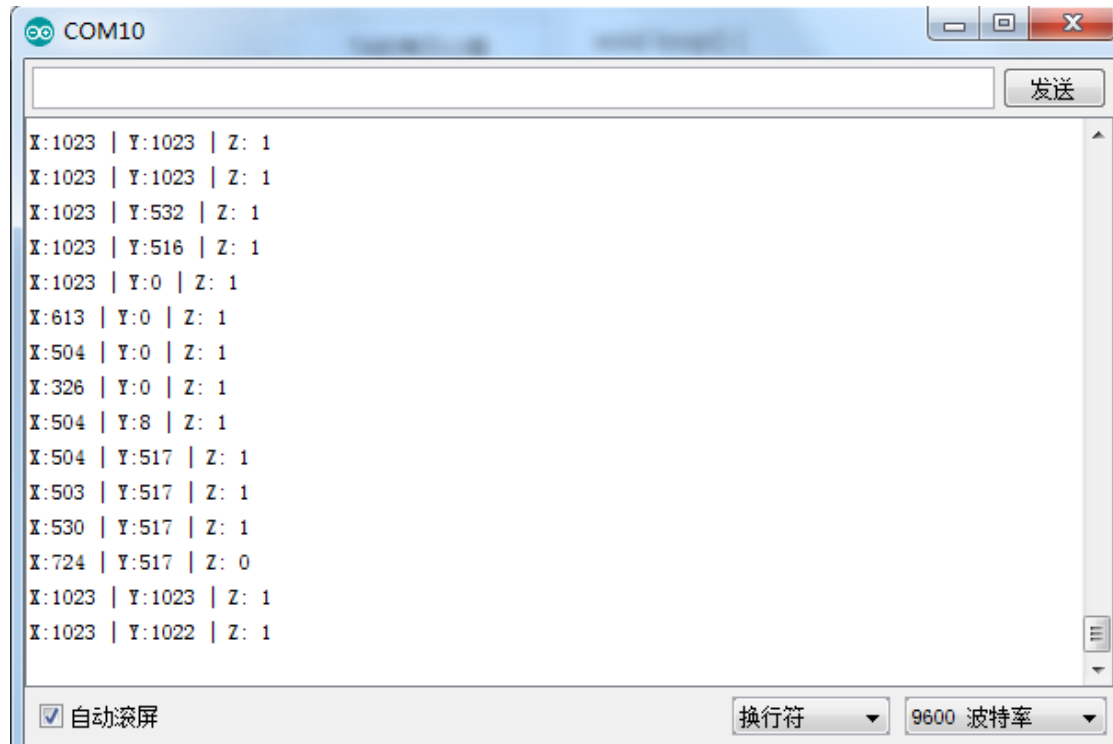 COM10
发送
X:1023 | Y:1023 | Z: 1
X:1023 | Y:1023 | Z: 1
X:1023 | Y:532 | Z: 1
X:1023 | Y:516 | Z: 1
X:1023 | Y:0 | Z: 1
X:613 | Y:0 | Z: 1
X:504 | Y:0 | Z: 1
X:326 | Y:0 | Z: 1
X:504 | Y:8 | Z: 1
X:504 | Y:517 | Z: 1
X:503 | Y:517 | Z: 1
X:530 | Y:517 | Z: 1
X:724 | Y:517 | Z: 0
X:1023 | Y:1023 | Z: 1
X:1023 | Y:1022 | Z: 1
自动滚屏 换行符 9600 波特率